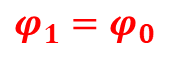 φ₁ = φ₀